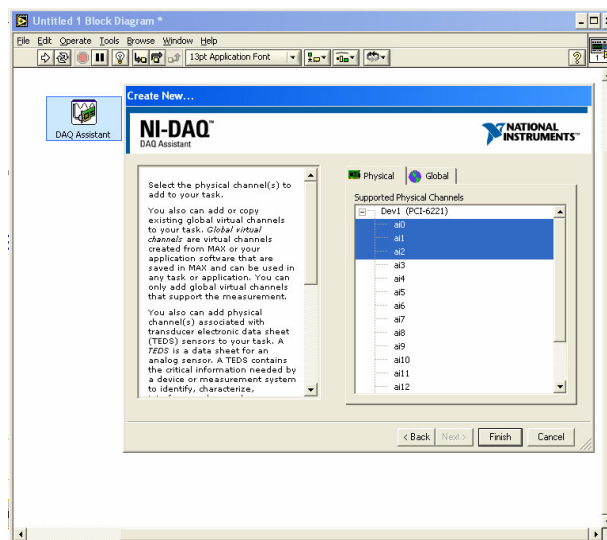 Untitled 1 Block Diagram *
File Edit Operate Tools Browse Window Help
13pt Application Font
?
1
DAQ Assistant
Create New...
NI-DAQ™
DAQ Assistant
NATIONAL
INSTRUMENTS™
Select the physical channel(s) to
add to your task.
You also can add or copy
existing global virtual channels
to your task. Global virtual
channels are virtual channels
created from MAX or your
application software that are
saved in MAX and can be used in
any task or application. You can
only add global virtual channels
that support the measurement.
You also can add physical
channel(s) associated with
transducer electronic data sheet
(TEDS) sensors to your task. A
TEDS is a data sheet for an
analog sensor. A TEDS contains
the critical information needed by
a device or measurement system
to identify, characterize,
Physical Global
Supported Physical Channels
Dev1 (PCI-6221)
ai0
ai1
ai2
ai3
ai4
ai5
ai6
ai7
ai8
ai9
ai10
ai11
ai12
< Back Next > Finish Cancel